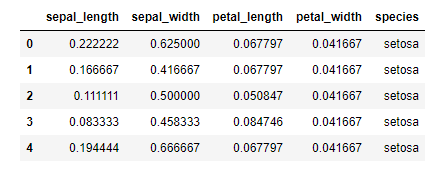 sepal_length sepal_width petal_length petal_width species
0 0.222222 0.625000 0.067797 0.041667 setosa
1 0.166667 0.416667 0.067797 0.041667 setosa
2 0.111111 0.500000 0.050847 0.041667 setosa
3 0.083333 0.458333 0.084746 0.041667 setosa
4 0.194444 0.666667 0.067797 0.041667 setosa